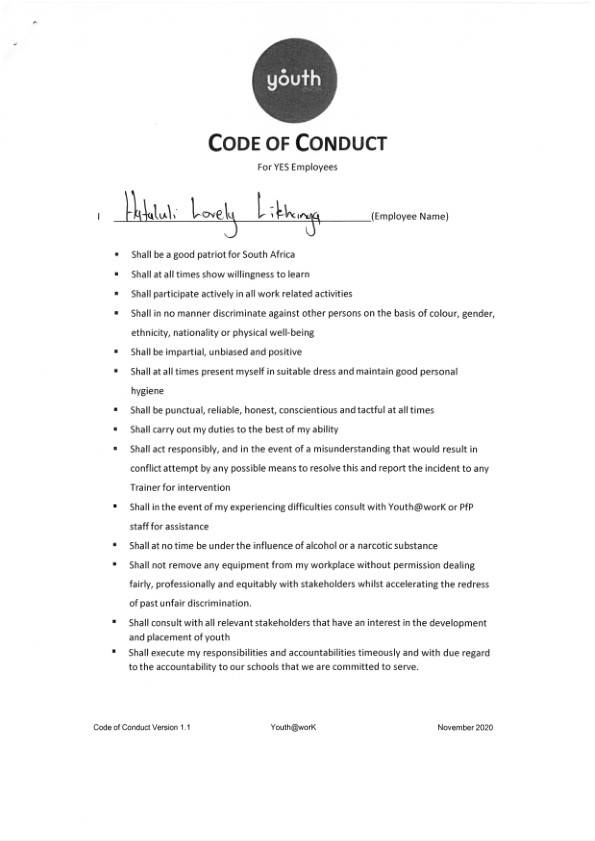 youth
CODE OF CONDUCT
For YES Employees
I Hataluli Lovely Likhanga (Employee Name)
▪ Shall be a good patriot for South Africa
▪ Shall at all times show willingness to learn
▪ Shall participate actively in all work related activities
▪ Shall in no manner discriminate against other persons on the basis of colour, gender,
ethnicity, nationality or physical well-being
▪ Shall be impartial, unbiased and positive
▪ Shall at all times present myself in suitable dress and maintain good personal
hygiene
▪ Shall be punctual, reliable, honest, conscientious and tactful at all times
▪ Shall carry out my duties to the best of my ability
▪ Shall act responsibly, and in the event of a misunderstanding that would result in
conflict attempt by any possible means to resolve this and report the incident to any
Trainer for intervention
▪ Shall in the event of my experiencing difficulties consult with Youth@worK or PfP
staff for assistance
▪ Shall at no time be under the influence of alcohol or a narcotic substance
▪ Shall not remove any equipment from my workplace without permission dealing
fairly, professionally and equitably with stakeholders whilst accelerating the redress
of past unfair discrimination.
▪ Shall consult with all relevant stakeholders that have an interest in the development
and placement of youth
▪ Shall execute my responsibilities and accountabilities timeously and with due regard
to the accountability to our schools that we are committed to serve.
Code of Conduct Version 1.1 Youth@worK November 2020